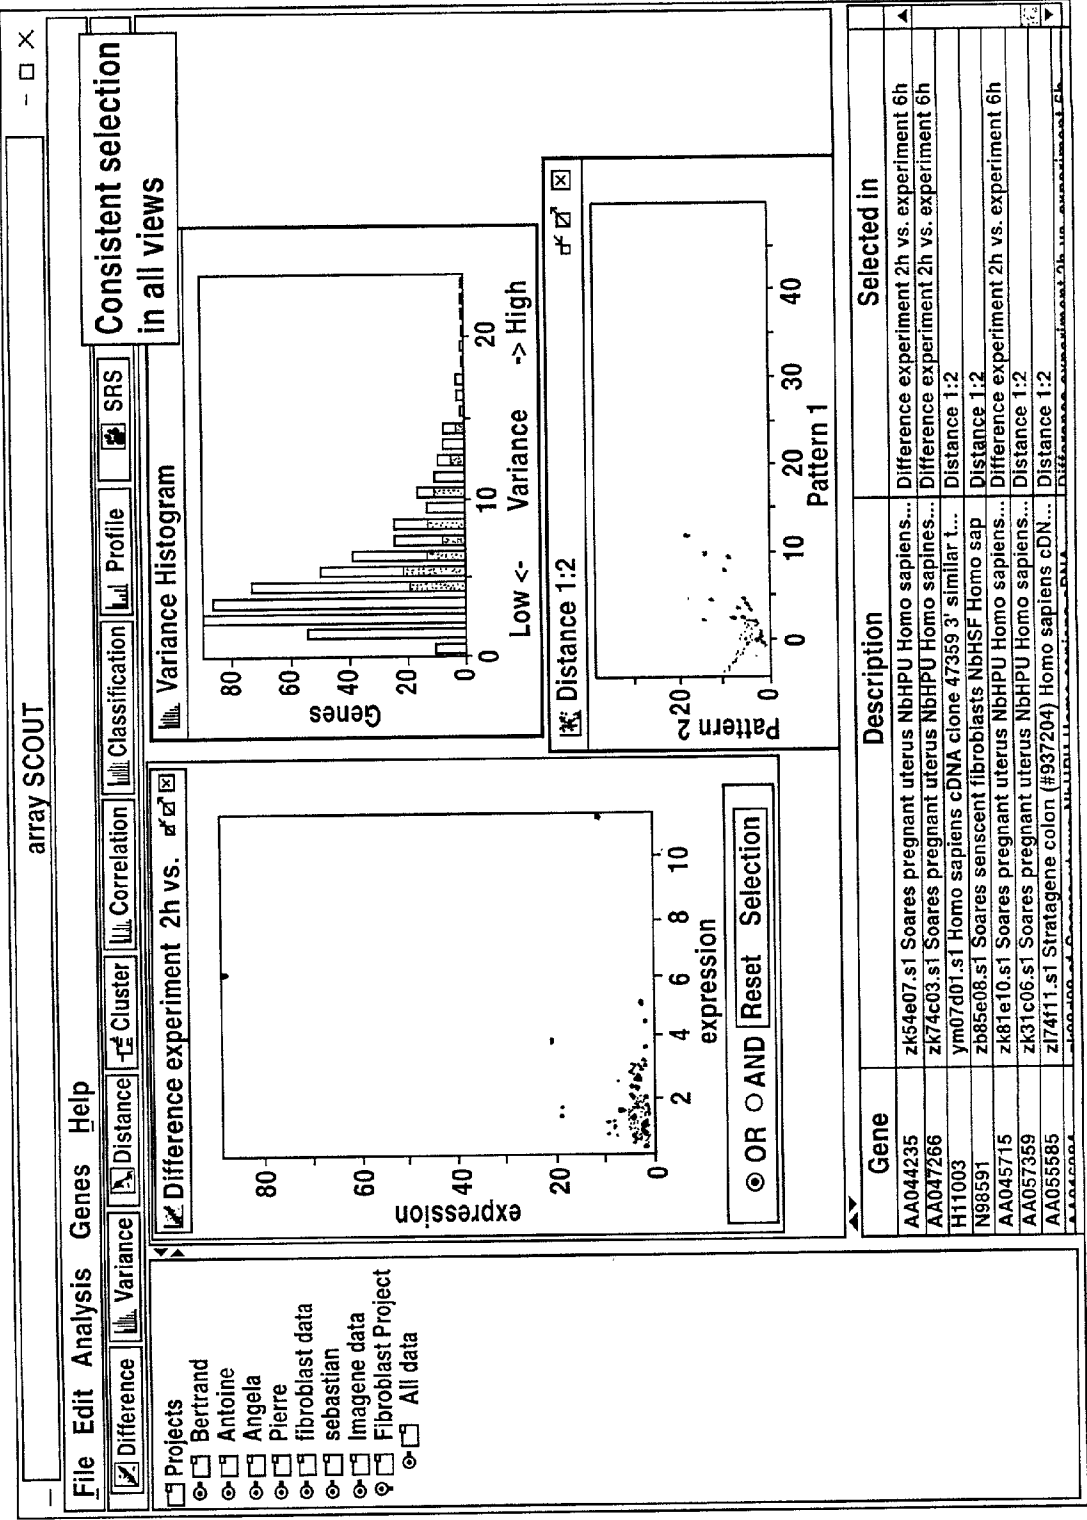 array SCOUT
File Edit Analysis Genes Help
Consistent selection
in all views
Difference Variance Distance Cluster Correlation Classification Profile SRS
Projects
Bertrand
Antoine
Angela
Pierre
fibroblast data
sebastian
Imagene data
Fibroblast Project
All data
Difference experiment 2h vs.
expression
80
60
40
20
0
2 4 6 8 10
expression
OR AND Reset Selection
Variance Histogram
Genes
80
60
40
20
0
0 10 20
Low <- Variance -> High
Distance 1:2
Pattern 2
20
0
0 10 20 30 40
Pattern 1
Gene Description Selected in
AA044235 zk54e07.s1 Soares pregnant uterus NbHPU Homo sapiens... Difference experiment 2h vs. experiment 6h
AA047266 zk74c03.s1 Soares pregnant uterus NbHPU Homo sapines... Difference experiment 2h vs. experiment 6h
H11003 ym07d01.s1 Homo sapiens cDNA clone 47359 3' similar t... Distance 1:2
N98591 zb85e08.s1 Soares senscent fibroblasts NbHSF Homo sap Distance 1:2
AA045715 zk81e10.s1 Soares pregnant uterus NbHPU Homo sapiens... Difference experiment 2h vs. experiment 6h
AA057359 zk31c06.s1 Soares pregnant uterus NbHPU Homo sapiens... Distance 1:2
AA055585 zl74f11.s1 Stratagene colon (#937204) Homo sapiens cDN... Distance 1:2